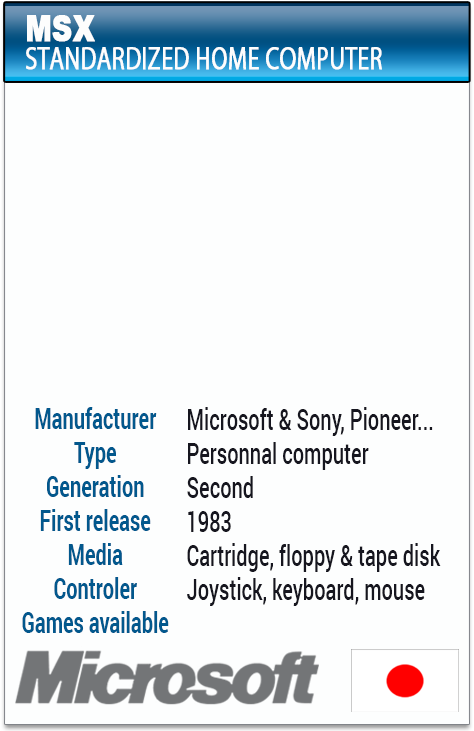 MSX
STANDARDIZED HOME COMPUTER
Manufacturer Microsoft & Sony, Pioneer...
Type Personnal computer
Generation Second
First release 1983
Media Cartridge, floppy & tape disk
Controler Joystick, keyboard, mouse
Games available
Microsoft